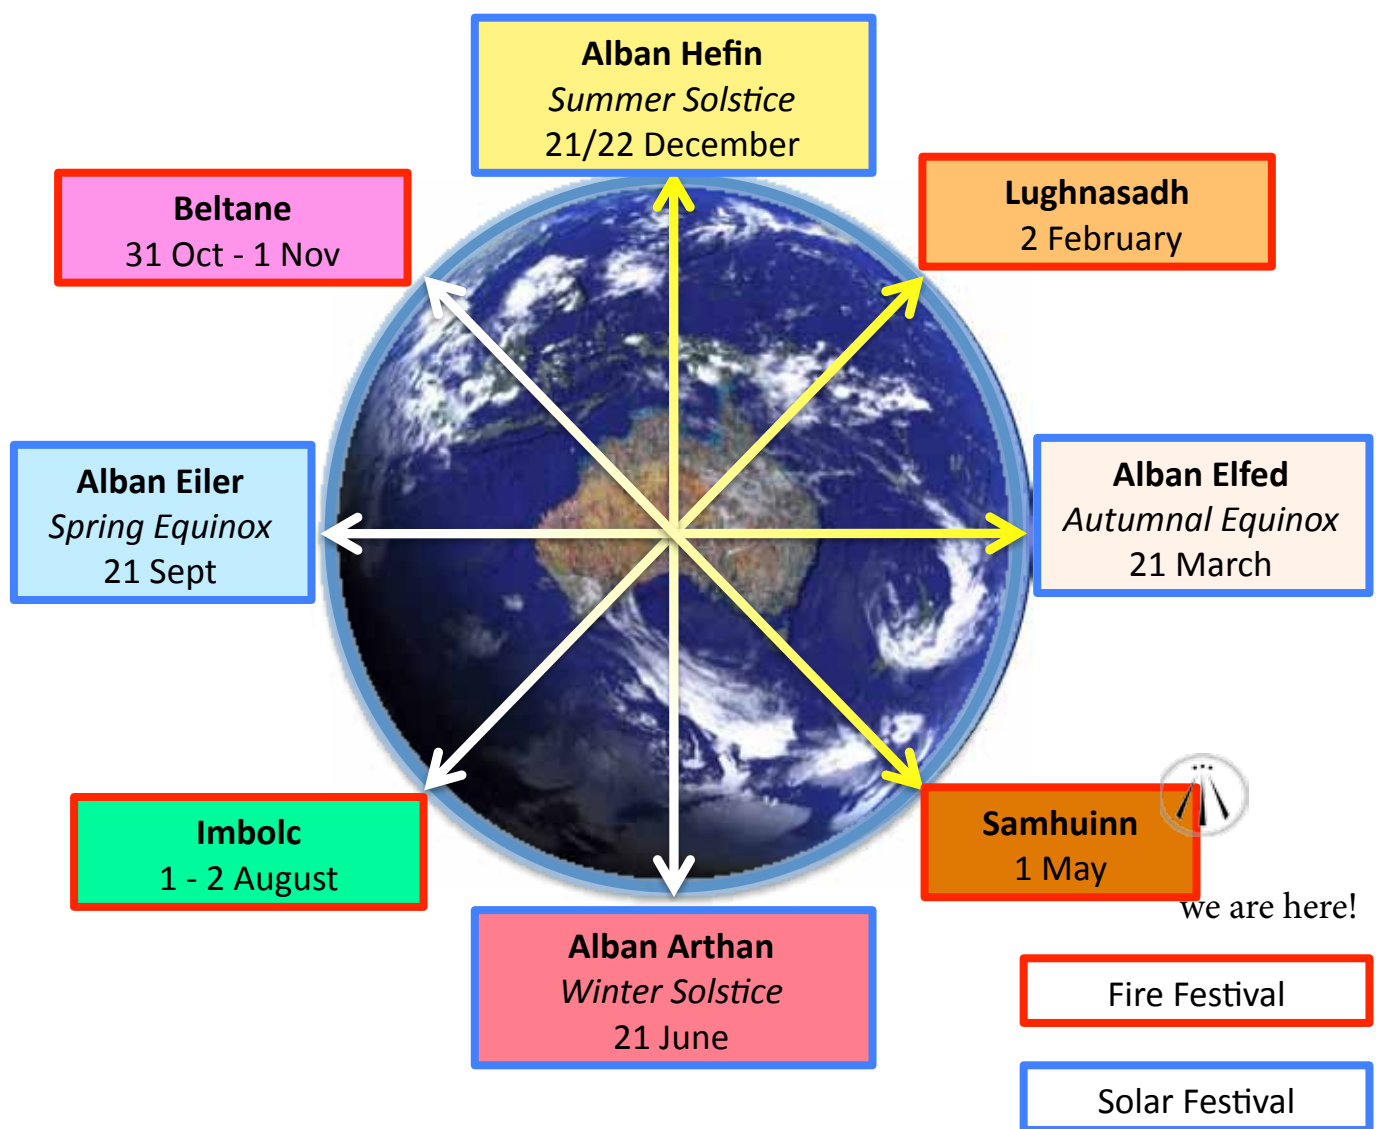 Alban Hefin
Summer Solstice
21/22 December
Beltane
31 Oct - 1 Nov
Lughnasadh
2 February
Alban Eiler
Spring Equinox
21 Sept
Alban Elfed
Autumnal Equinox
21 March
Imbolc
1 - 2 August
Samhuinn
1 May
we are here!
Alban Arthan
Winter Solstice
21 June
Fire Festival
Solar Festival